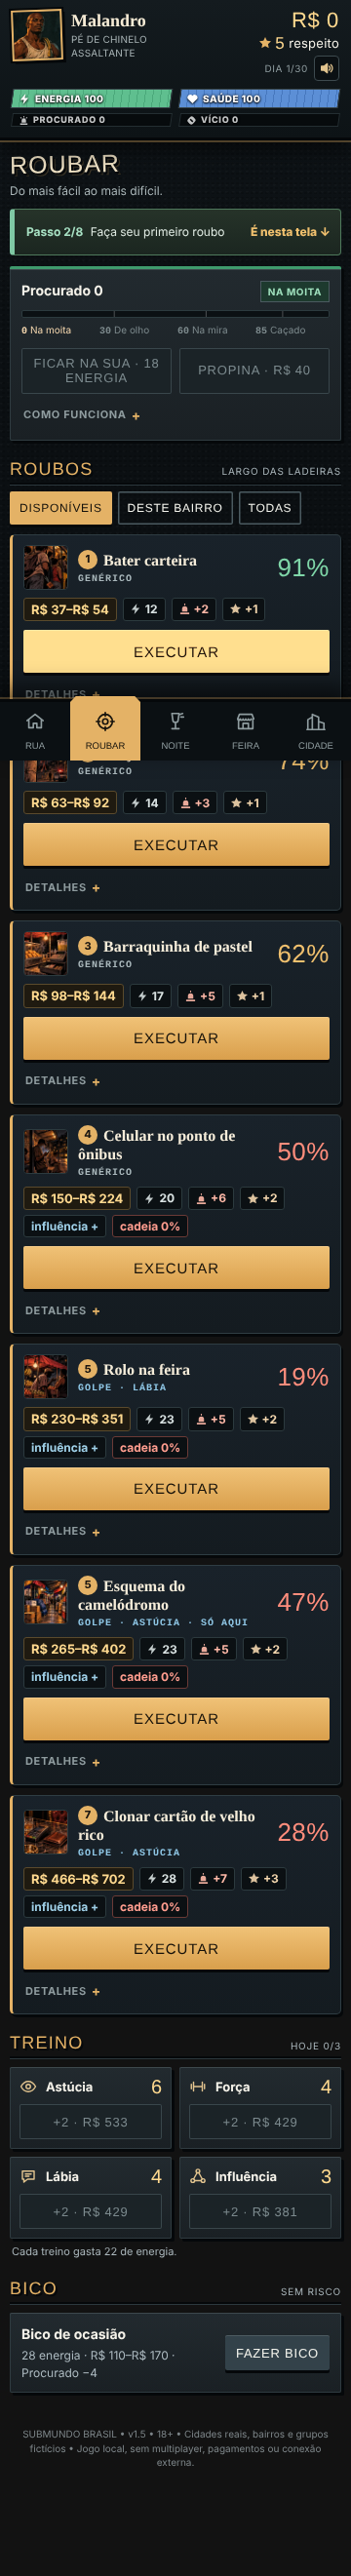 Malandro
R$ 0
PÉ DE CHINELO
ASSALTANTE
5 respeito
DIA 1/30
ENERGIA 100
SAÚDE 100
PROCURADO 0
VÍCIO 0
ROUBAR
Do mais fácil ao mais difícil.
Passo 2/8 Faça seu primeiro roubo
É nesta tela ↓
Procurado 0
NA MOITA
0 Na moita
30 De olho
60 Na mira
85 Caçado
FICAR NA SUA · 18
ENERGIA
PROPINA · R$ 40
COMO FUNCIONA +
ROUBOS
LARGO DAS LADEIRAS
DISPONÍVEIS
DESTE BAIRRO
TODAS
1 Bater carteira
GENÉRICO
91%
R$ 37–R$ 54
12
+2
+1
EXECUTAR
DETALHES +
RUA
ROUBAR
NOITE
FEIRA
CIDADE
74%
GENÉRICO
R$ 63–R$ 92
14
+3
+1
EXECUTAR
DETALHES +
3 Barraquinha de pastel
GENÉRICO
62%
R$ 98–R$ 144
17
+5
+1
EXECUTAR
DETALHES +
4 Celular no ponto de
ônibus
GENÉRICO
50%
R$ 150–R$ 224
20
+6
+2
influência +
cadeia 0%
EXECUTAR
DETALHES +
5 Rolo na feira
GOLPE · LÁBIA
19%
R$ 230–R$ 351
23
+5
+2
influência +
cadeia 0%
EXECUTAR
DETALHES +
5 Esquema do
camelódromo
GOLPE · ASTÚCIA · SÓ AQUI
47%
R$ 265–R$ 402
23
+5
+2
influência +
cadeia 0%
EXECUTAR
DETALHES +
7 Clonar cartão de velho
rico
GOLPE · ASTÚCIA
28%
R$ 466–R$ 702
28
+7
+3
influência +
cadeia 0%
EXECUTAR
DETALHES +
TREINO
HOJE 0/3
Astúcia
6
+2 · R$ 533
Força
4
+2 · R$ 429
Lábia
4
+2 · R$ 429
Influência
3
+2 · R$ 381
Cada treino gasta 22 de energia.
BICO
SEM RISCO
Bico de ocasião
28 energia · R$ 110–R$ 170 ·
Procurado −4
FAZER BICO
SUBMUNDO BRASIL • v1.5 • 18+ • Cidades reais, bairros e grupos
fictícios • Jogo local, sem multiplayer, pagamentos ou conexão
externa.